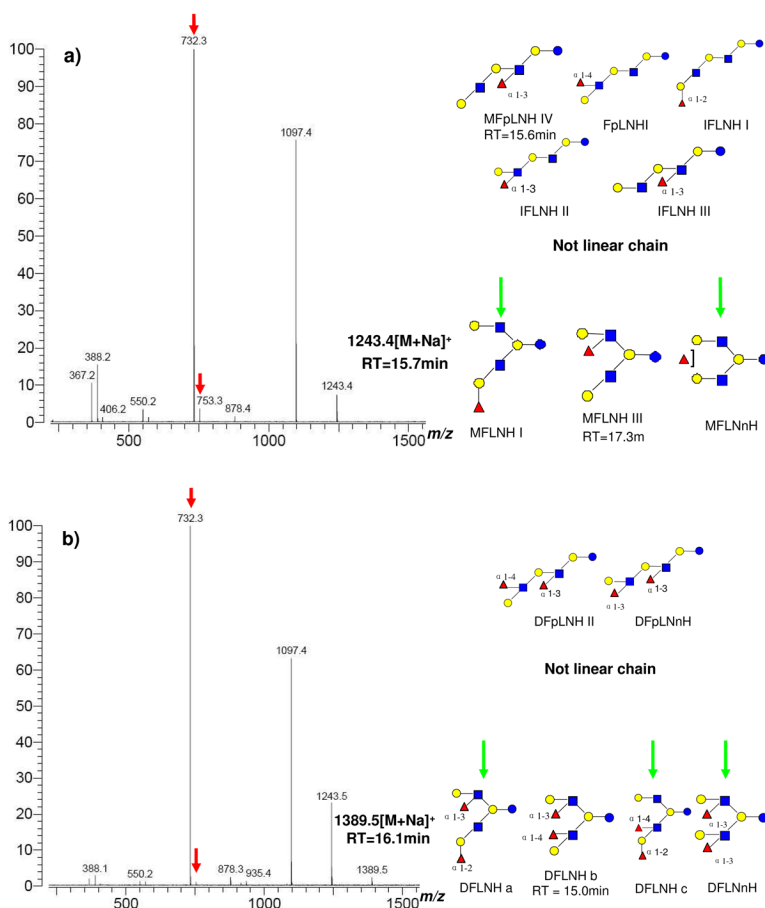 a)
732.3
100
90
80
70
60
50
40
30
20
10
0
1097.4
388.2
367.2
406.2
550.2
753.3
878.4
1243.4
500
1000
1500
m/z
1243.4[M+Na]+
RT=15.7min
α 1-3
MFpLNH IV
RT=15.6min
α 1-4
FpLNHI
α 1-2
IFLNH I
α 1-3
IFLNH II
α 1-3
IFLNH III
Not linear chain
MFLNH I
MFLNH III
RT=17.3m
]
MFLNnH
b)
732.3
100
90
80
70
60
50
40
30
20
10
0
1097.4
1243.5
388.1
550.2
878.3
935.4
1389.5
500
1000
1500
m/z
1389.5[M+Na]+
RT=16.1min
α 1-4
α 1-3
DFpLNH II
α 1-3
α 1-3
DFpLNnH
Not linear chain
α 1-3
α 1-2
DFLNH a
α 1-3
α 1-4
DFLNH b
RT = 15.0min
α 1-4
α 1-2
DFLNH c
α 1-3
α 1-3
DFLNnH